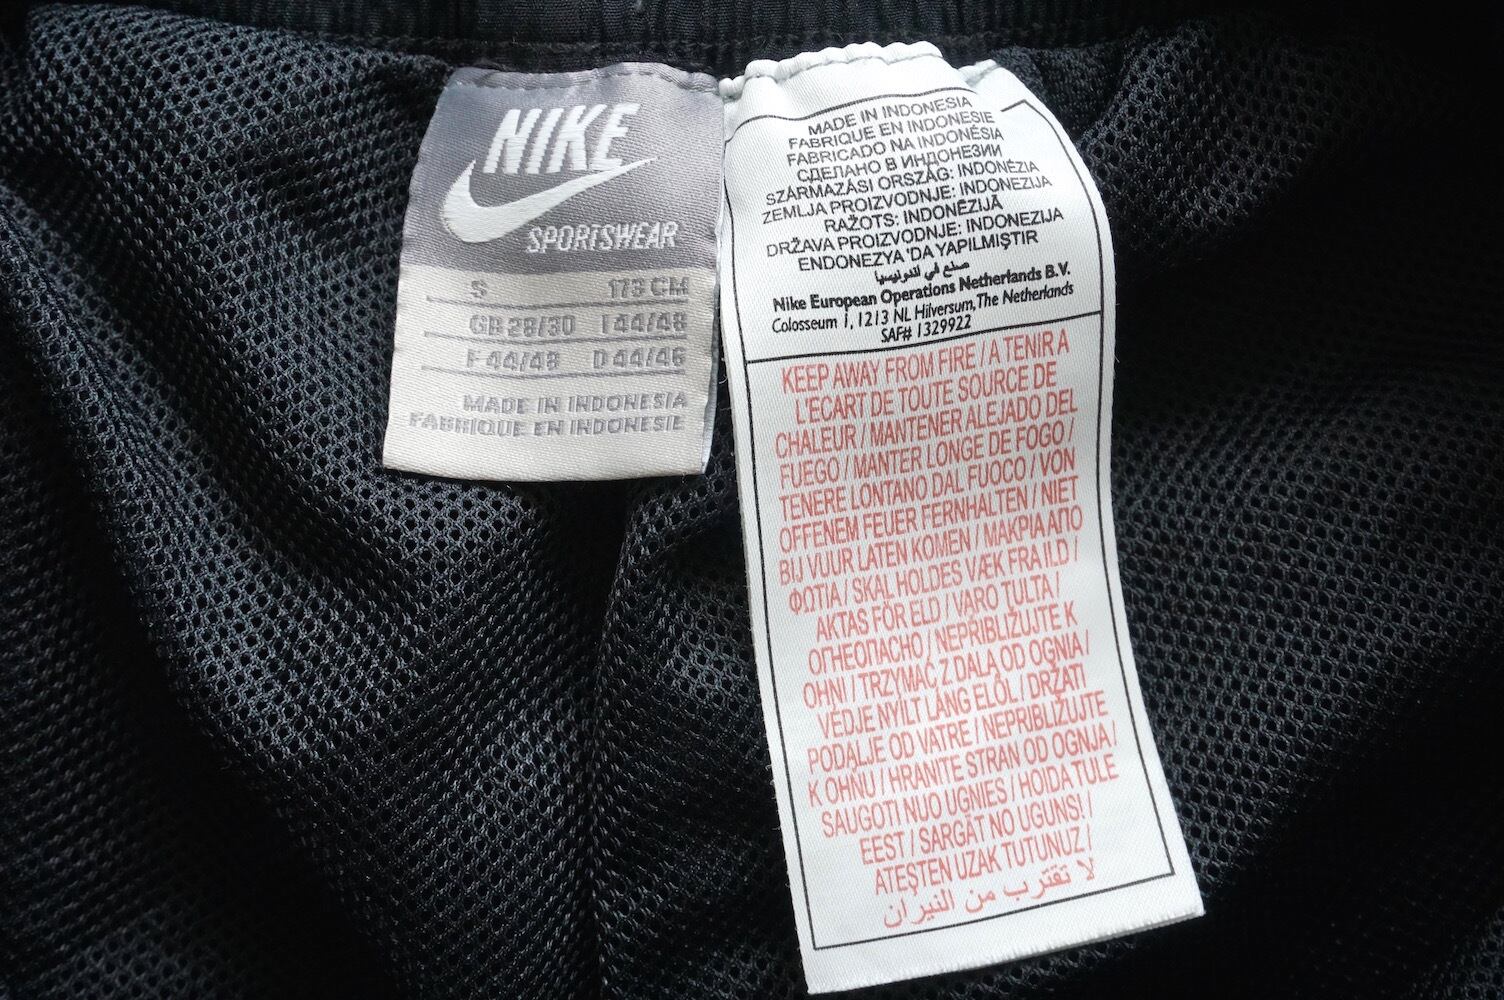 NIKE
SPORTSWEAR
S 173 CM
GB 28/30 I 44/48
F 44/48 D 44/46
MADE IN INDONESIA
FABRIQUE EN INDONESIE
MADE IN INDONESIA
FABRIQUE EN INDONESIE
FABRICADO NA INDONÉSIA
СДЕЛАНО В ИНДОНЕЗИИ
SZÁRMAZÁSI ORSZÁG: INDONÉZIA
ZEMLJA PROIZVODNJE: INDONEZIJA
RAŽOTS: INDONĒZIJĀ
DRŽAVA PROIZVODNJE: INDONEZIJA
ENDONEZYA 'DA YAPILMIŞTIR
صنع في اندونيسيا
Nike European Operations Netherlands B.V.
Colosseum 1, 1213 NL Hilversum, The Netherlands
SAF# 1329922
KEEP AWAY FROM FIRE / A TENIR A
L'ECART DE TOUTE SOURCE DE
CHALEUR / MANTENER ALEJADO DEL
FUEGO / MANTER LONGE DE FOGO /
TENERE LONTANO DAL FUOCO / VON
OFFENEM FEUER FERNHALTEN / NIET
BIJ VUUR LATEN KOMEN / ΜΑΚΡΙΑ ΑΠΟ
ΦΩΤΙΑ / SKAL HOLDES VÆK FRA ILD /
AKTAS FÖR ELD / VARO TULTA /
ОГНЕОПАСНО / NEPŘIBLIŽUJTE K
OHNI / TRZYMAĆ Z DALA OD OGNIA /
VÉDJE NYÍLT LÁNG ELÖL / DRŽATI
PODALJE OD VATRE / NEPRIBLIŽUJTE
K OHŇU / HRANITE STRAN OD OGNJA /
SAUGOTI NUO UGNIES / HOIDA TULE
EEST / SARGĀT NO UGUNS! /
ATEŞTEN UZAK TUTUNUZ /
لا تقترب من النيران